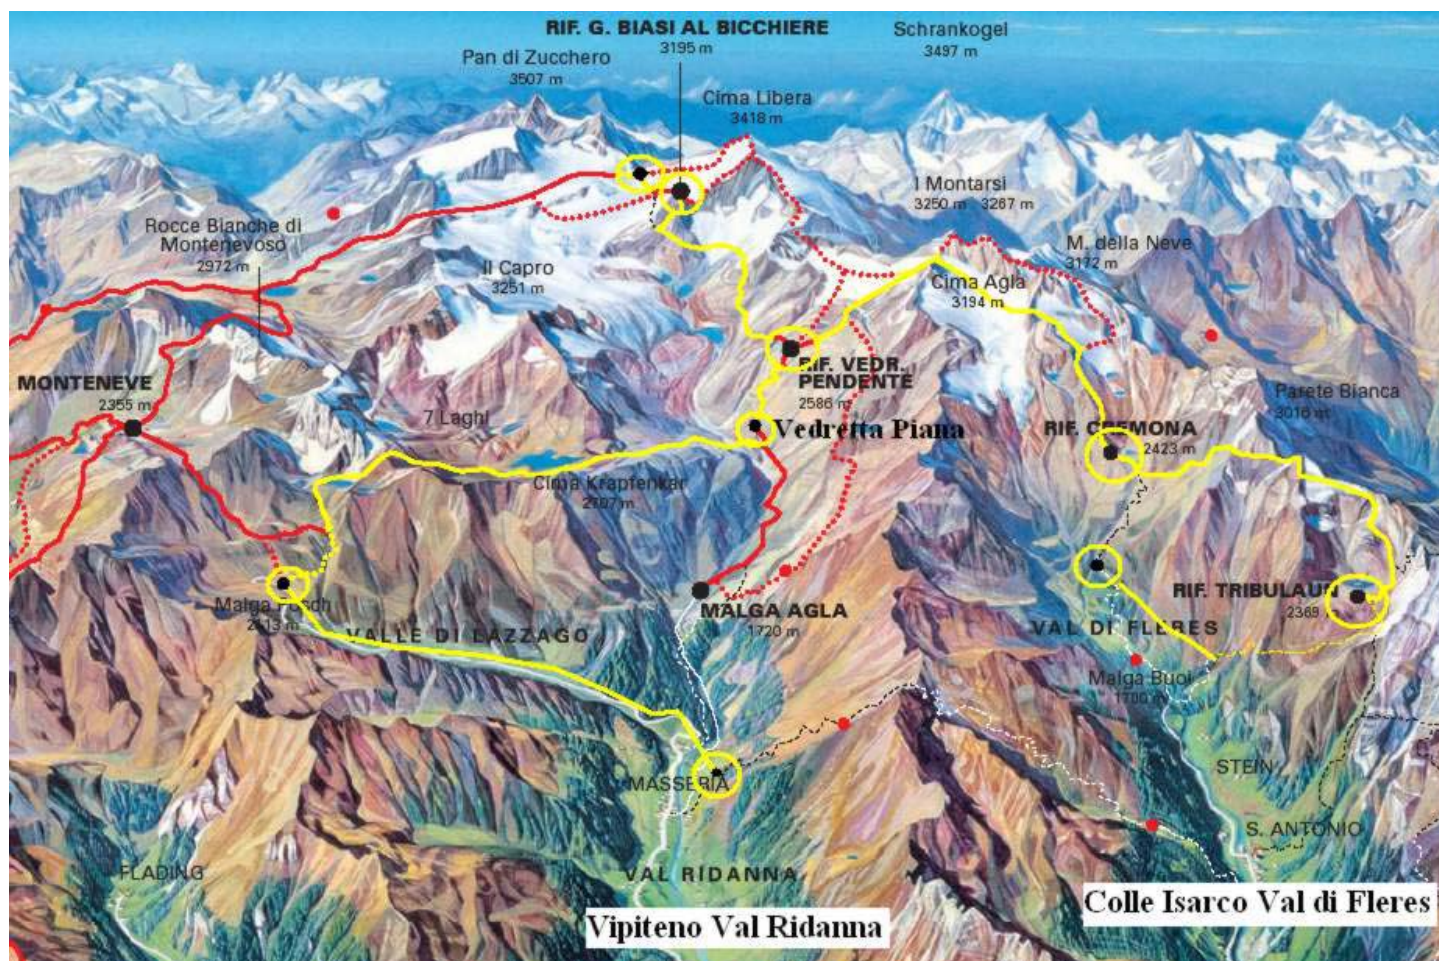 RIF. G. BIASI AL BICCHIERE
3195 m
Schrankogel
3497 m
Pan di Zucchero
3507 m
Cima Libera
3418 m
I Montarsi
3250 m 3267 m
Rocce Bianche di
Montenevoso
2972 m
M. della Neve
3172 m
Il Capro
3251 m
Cima Agla
3194 m
MONTENEVE
2355 m
RIF. VEDR.
PENDENTE
2586 m
Parete Bianca
3016 m
7 Laghi
Vedretta Piana
RIF. CREMONA
2423 m
Cima Krapfenkar
2707 m
RIF. TRIBULAUN
2369 m
Malga Posch
2113 m
MALGA AGLA
1720 m
VALLE DI LAZZAGO
VAL DI FLERES
Malga Buoi
1700 m
MASSERIA
STEIN
S. ANTONIO
FLADING
VAL RIDANNA
Colle Isarco Val di Fleres
Vipiteno Val Ridanna